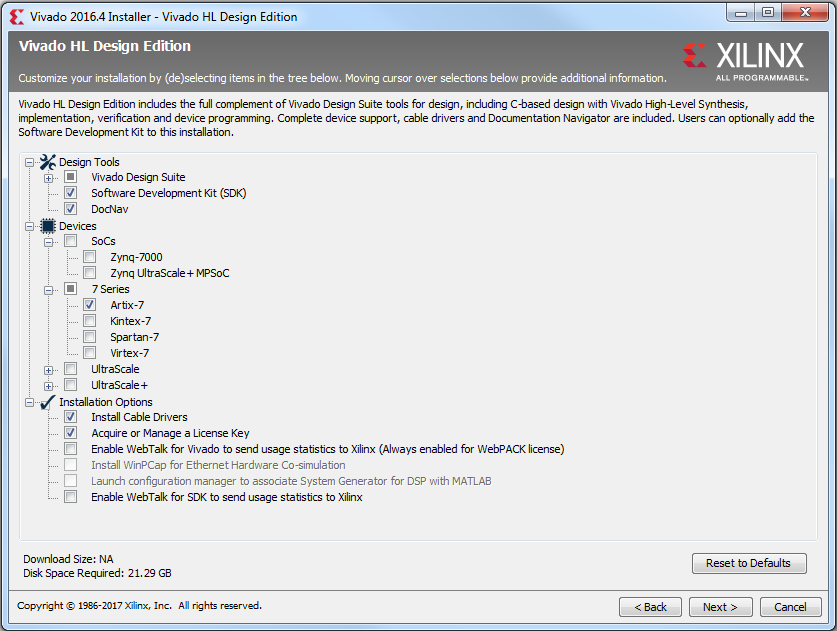 Vivado 2016.4 Installer - Vivado HL Design Edition
Vivado HL Design Edition
Customize your installation by (de)selecting items in the tree below. Moving cursor over selections below provide additional information.
XILINX
ALL PROGRAMMABLE™
Vivado HL Design Edition includes the full complement of Vivado Design Suite tools for design, including C-based design with Vivado High-Level Synthesis,
implementation, verification and device programming. Complete device support, cable drivers and Documentation Navigator are included. Users can optionally add the
Software Development Kit to this installation.
Design Tools
Vivado Design Suite
Software Development Kit (SDK)
DocNav
Devices
SoCs
Zynq-7000
Zynq UltraScale+ MPSoC
7 Series
Artix-7
Kintex-7
Spartan-7
Virtex-7
UltraScale
UltraScale+
Installation Options
Install Cable Drivers
Acquire or Manage a License Key
Enable WebTalk for Vivado to send usage statistics to Xilinx (Always enabled for WebPACK license)
Install WinPCap for Ethernet Hardware Co-simulation
Launch configuration manager to associate System Generator for DSP with MATLAB
Enable WebTalk for SDK to send usage statistics to Xilinx
Download Size: NA
Disk Space Required: 21.29 GB
Reset to Defaults
Copyright © 1986-2017 Xilinx, Inc. All rights reserved.
< Back
Next >
Cancel